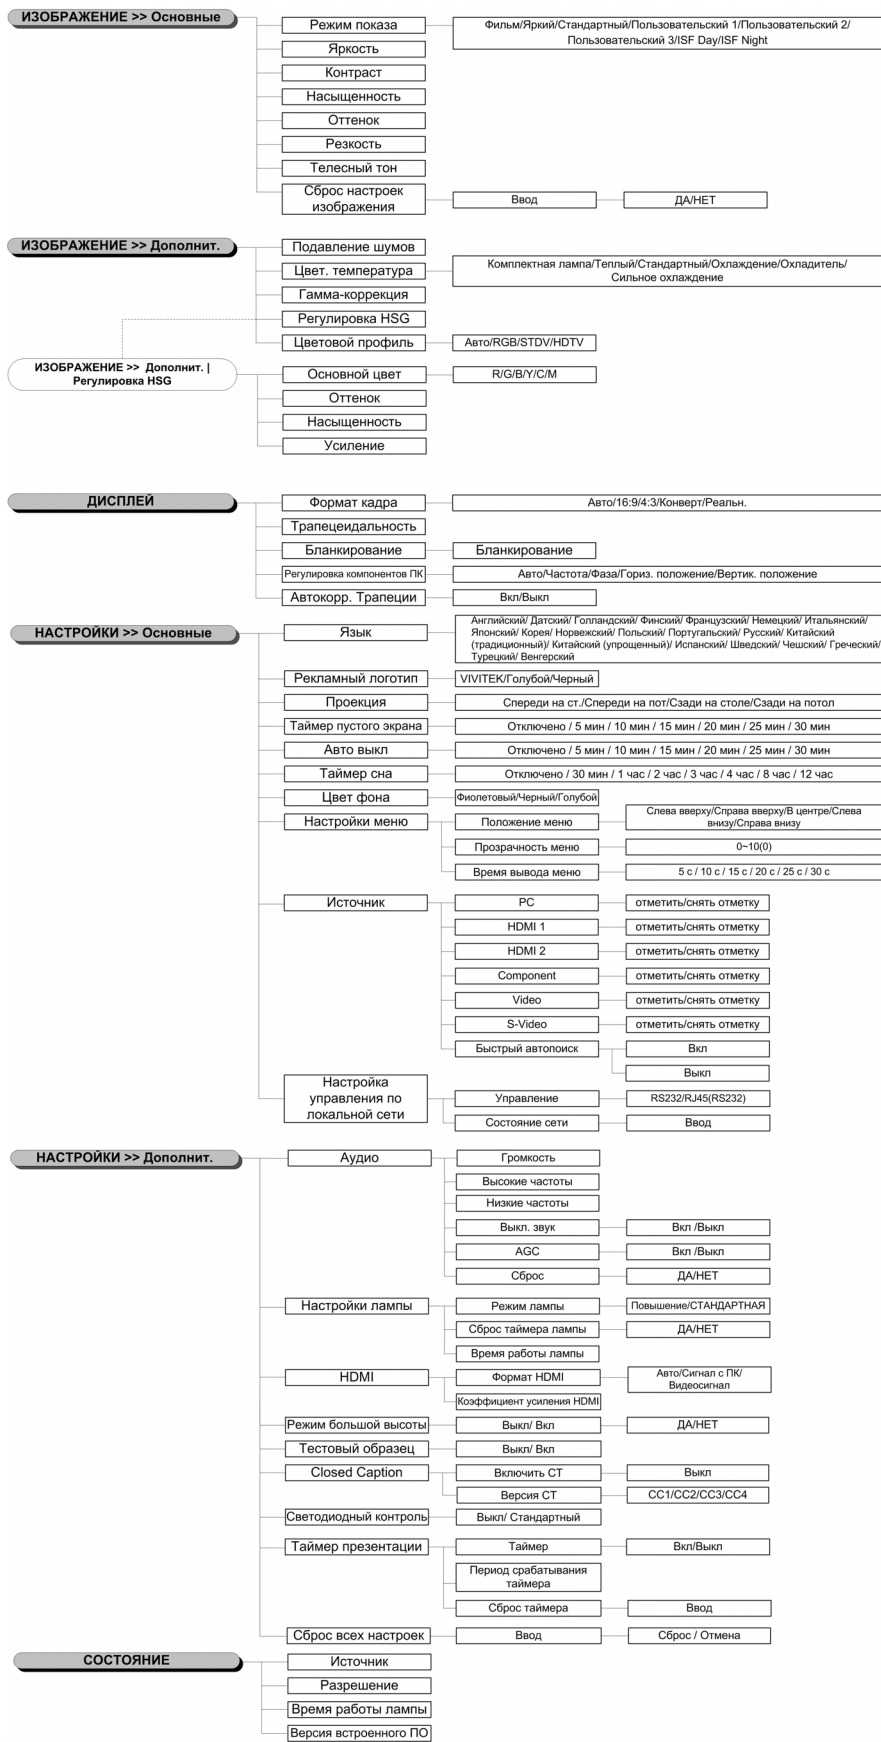 ИЗОБРАЖЕНИЕ >> Основные
Режим показа
Фильм/Яркий/Стандартный/Пользовательский 1/Пользовательский 2/
Пользовательский 3/ISF Day/ISF Night
Яркость
Контраст
Насыщенность
Оттенок
Резкость
Телесный тон
Сброс настроек
изображения
Ввод
ДА/НЕТ
ИЗОБРАЖЕНИЕ >> Дополнит.
Подавление шумов
Цвет. температура
Комплектная лампа/Теплый/Стандартный/Охлаждение/Охладитель/
Сильное охлаждение
Гамма-коррекция
Регулировка HSG
Цветовой профиль
Авто/RGB/STDV/HDTV
ИЗОБРАЖЕНИЕ >> Дополнит. |
Регулировка HSG
Основной цвет
R/G/B/Y/C/M
Оттенок
Насыщенность
Усиление
ДИСПЛЕЙ
Формат кадра
Авто/16:9/4:3/Конверт/Реальн.
Трапецеидальность
Бланкирование
Бланкирование
Регулировка компонентов ПК
Авто/Частота/Фаза/Гориз. положение/Вертик. положение
Автокорр. Трапеции
Вкл/Выкл
НАСТРОЙКИ >> Основные
Язык
Английский/ Датский/ Голландский/ Финский/ Французский/ Немецкий/ Итальянский/
Японский/ Корея/ Норвежский/ Польский/ Португальский/ Русский/ Китайский
(традиционный)/ Китайский (упрощенный)/ Испанский/ Шведский/ Чешский/ Греческий/
Турецкий/ Венгерский
Рекламный логотип
VIVITEK/Голубой/Черный
Проекция
Спереди на ст./Спереди на пот/Сзади на столе/Сзади на потол
Таймер пустого экрана
Отключено / 5 мин / 10 мин / 15 мин / 20 мин / 25 мин / 30 мин
Авто выкл
Отключено / 5 мин / 10 мин / 15 мин / 20 мин / 25 мин / 30 мин
Таймер сна
Отключено / 30 мин / 1 час / 2 час / 3 час / 4 час / 8 час / 12 час
Цвет фона
Фиолетовый/Черный/Голубой
Настройки меню
Положение меню
Слева вверху/Справа вверху/В центре/Слева
внизу/Справа внизу
Прозрачность меню
0~10(0)
Время вывода меню
5 с / 10 с / 15 с / 20 с / 25 с / 30 с
Источник
PC
отметить/снять отметку
HDMI 1
отметить/снять отметку
HDMI 2
отметить/снять отметку
Component
отметить/снять отметку
Video
отметить/снять отметку
S-Video
отметить/снять отметку
Быстрый автопоиск
Вкл
Выкл
Настройка
управления по
локальной сети
Управление
RS232/RJ45(RS232)
Состояние сети
Ввод
НАСТРОЙКИ >> Дополнит.
Аудио
Громкость
Высокие частоты
Низкие частоты
Выкл. звук
Вкл /Выкл
AGC
Вкл /Выкл
Сброс
ДА/НЕТ
Настройки лампы
Режим лампы
Повышение/СТАНДАРТНАЯ
Сброс таймера лампы
ДА/НЕТ
Время работы лампы
HDMI
Формат HDMI
Авто/Сигнал с ПК/
Видеосигнал
Коэффициент усиления HDMI
Режим большой высоты
Выкл/ Вкл
ДА/НЕТ
Тестовый образец
Выкл/ Вкл
Closed Caption
Включить СТ
Выкл
Версия СТ
CC1/CC2/CC3/CC4
Светодиодный контроль
Выкл/ Стандартный
Таймер презентации
Таймер
Вкл/Выкл
Период срабатывания
таймера
Сброс таймера
Ввод
Сброс всех настроек
Ввод
Сброс / Отмена
СОСТОЯНИЕ
Источник
Разрешение
Время работы лампы
Версия встроенного ПО